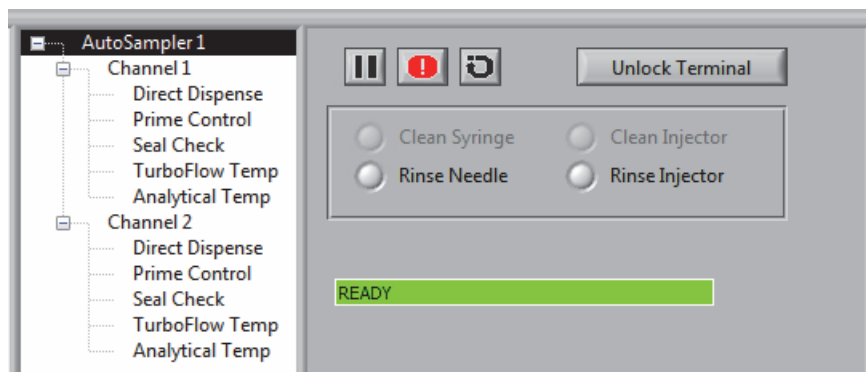 AutoSampler 1
Channel 1
Direct Dispense
Prime Control
Seal Check
TurboFlow Temp
Analytical Temp
Channel 2
Direct Dispense
Prime Control
Seal Check
TurboFlow Temp
Analytical Temp
Unlock Terminal
Clean Syringe Clean Injector
Rinse Needle Rinse Injector
READY